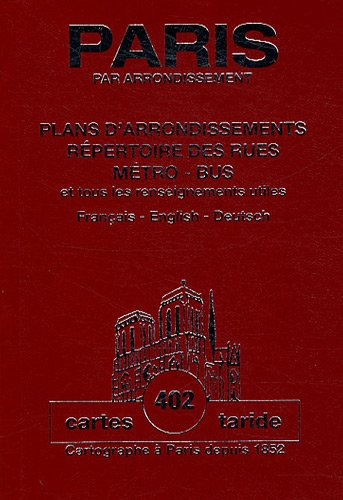 PARIS
PAR ARRONDISSEMENT
PLANS D'ARRONDISSEMENTS
RÉPERTOIRE DES RUES
MÉTRO - BUS
et tous les renseignements utiles
Français - English - Deutsch
402
cartes taride
Cartographe à Paris depuis 1852